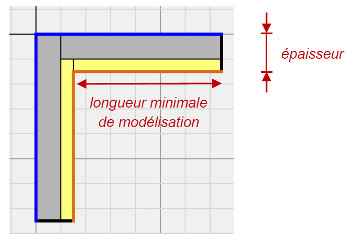 épaisseur
longueur minimale
de modélisation